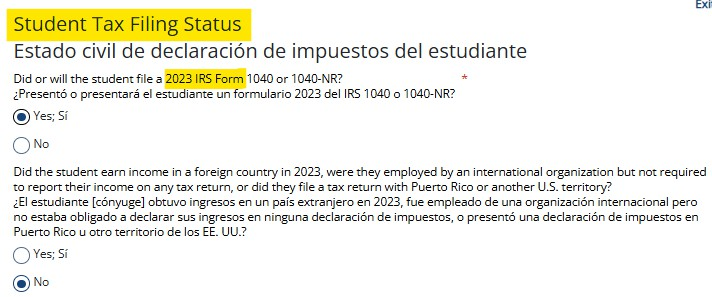 Exi
Student Tax Filing Status
Estado civil de declaración de impuestos del estudiante
Did or will the student file a 2023 IRS Form 1040 or 1040-NR? *
¿Presentó o presentará el estudiante un formulario 2023 del IRS 1040 o 1040-NR?
Yes; Sí
No
Did the student earn income in a foreign country in 2023, were they employed by an international organization but not required
to report their income on any tax return, or did they file a tax return with Puerto Rico or another U.S. territory?
¿El estudiante [cónyuge] obtuvo ingresos en un país extranjero en 2023, fue empleado de una organización internacional pero
no estaba obligado a declarar sus ingresos en ninguna declaración de impuestos, o presentó una declaración de impuestos en
Puerto Rico u otro territorio de los EE. UU.?
Yes; Sí
No